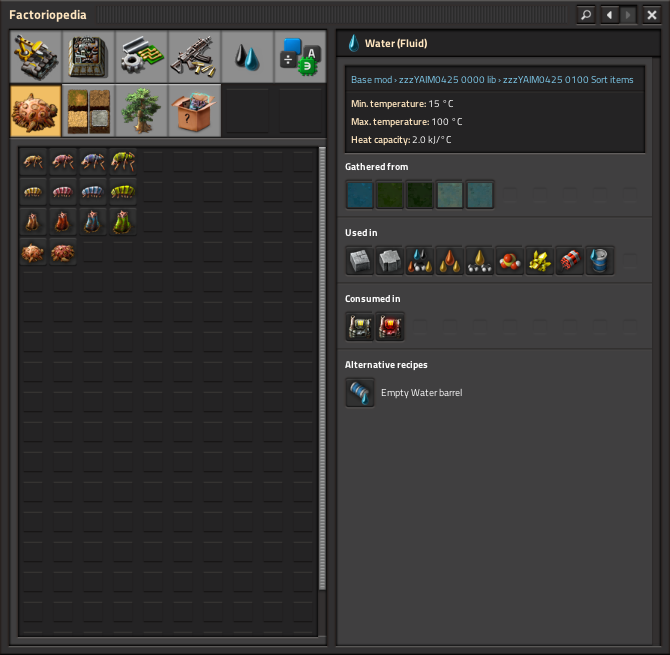 Factoriopedia
A
?
Water (Fluid)
Base mod › zzzYAIM0425 0000 lib › zzzYAIM0425 0100 Sort items
Min. temperature: 15 °C
Max. temperature: 100 °C
Heat capacity: 2.0 kJ/°C
Gathered from
Used in
Consumed in
Alternative recipes
Empty Water barrel